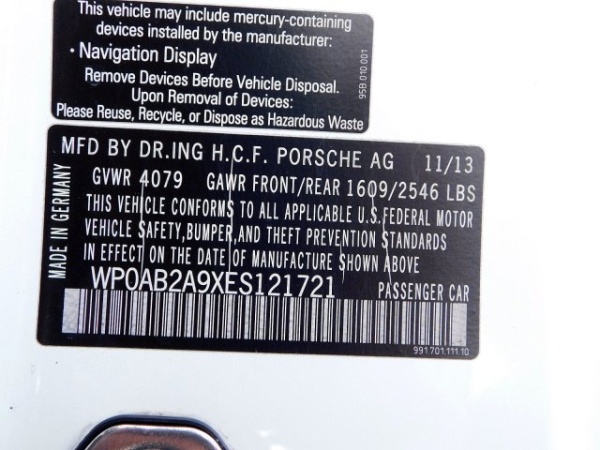 This vehicle may include mercury-containing
devices installed by the manufacturer:
· Navigation Display
Remove Devices Before Vehicle Disposal.
Upon Removal of Devices:
Please Reuse, Recycle, or Dispose as Hazardous Waste
95B 010 001
MADE IN GERMANY
MFD BY DR.ING H.C.F. PORSCHE AG 11/13
GVWR 4079 GAWR FRONT/REAR 1609/2546 LBS
THIS VEHICLE CONFORMS TO ALL APPLICABLE U.S.FEDERAL MOTOR
VEHICLE SAFETY,BUMPER,AND THEFT PREVENTION STANDARDS
IN EFFECT ON THE DATE OF MANUFACTURE SHOWN ABOVE.
WP0AB2A9XES121721 PASSENGER CAR
991.701.111.10